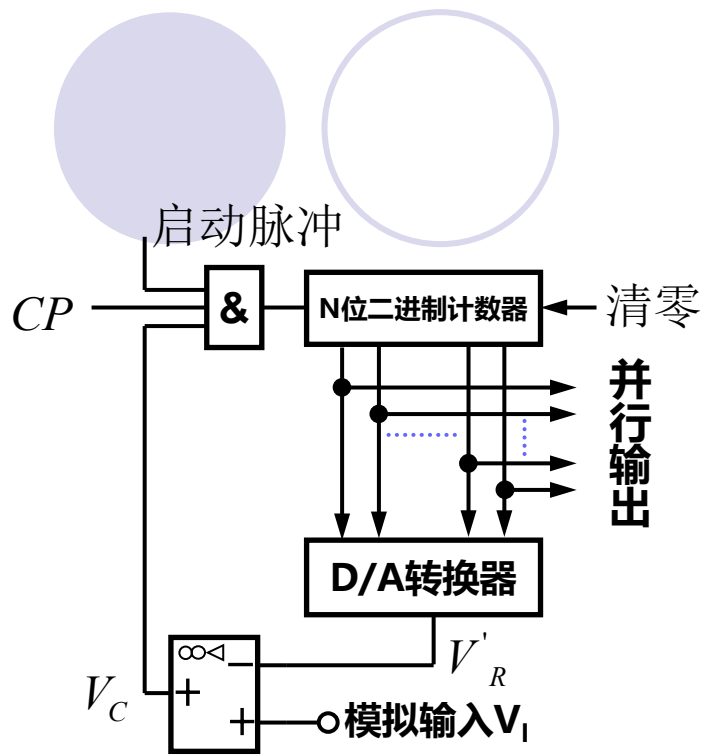 启动脉冲
CP
&
N位二进制计数器
清零
并行输出
D/A转换器
∞◁
−
V'R
VC
+
+
模拟输入VI